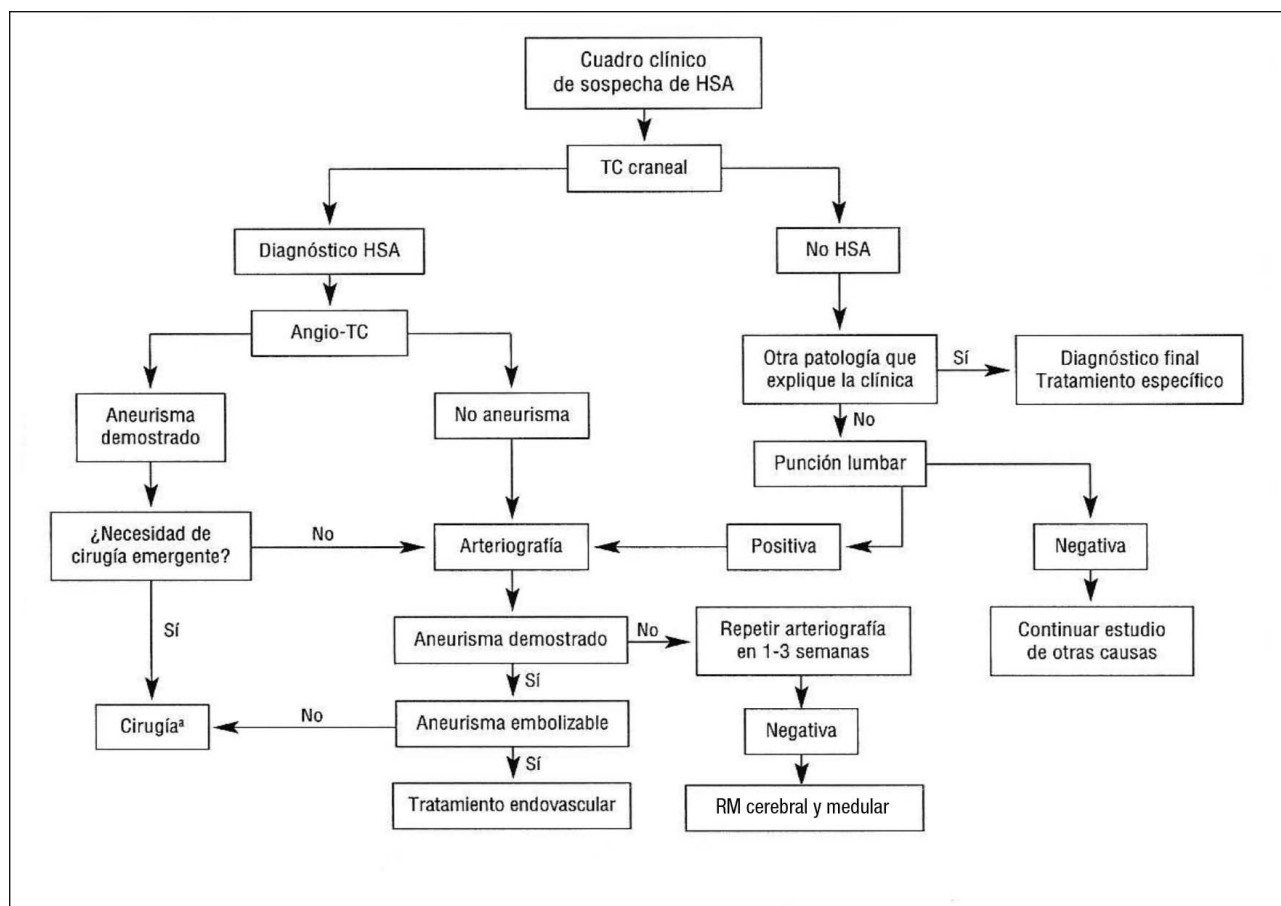 Cuadro clínico
de sospecha de HSA
TC craneal
Diagnóstico HSA
No HSA
Angio-TC
Otra patología que
explique la clínica
Sí
Diagnóstico final
Tratamiento específico
Aneurisma
demostrado
No aneurisma
No
Punción lumbar
¿Necesidad de
cirugía emergente?
No
Arteriografía
Positiva
Negativa
Sí
Aneurisma demostrado
No
Repetir arteriografía
en 1-3 semanas
Continuar estudio
de otras causas
Sí
Cirugíaª
No
Aneurisma embolizable
Negativa
Sí
Tratamiento endovascular
RM cerebral y medular